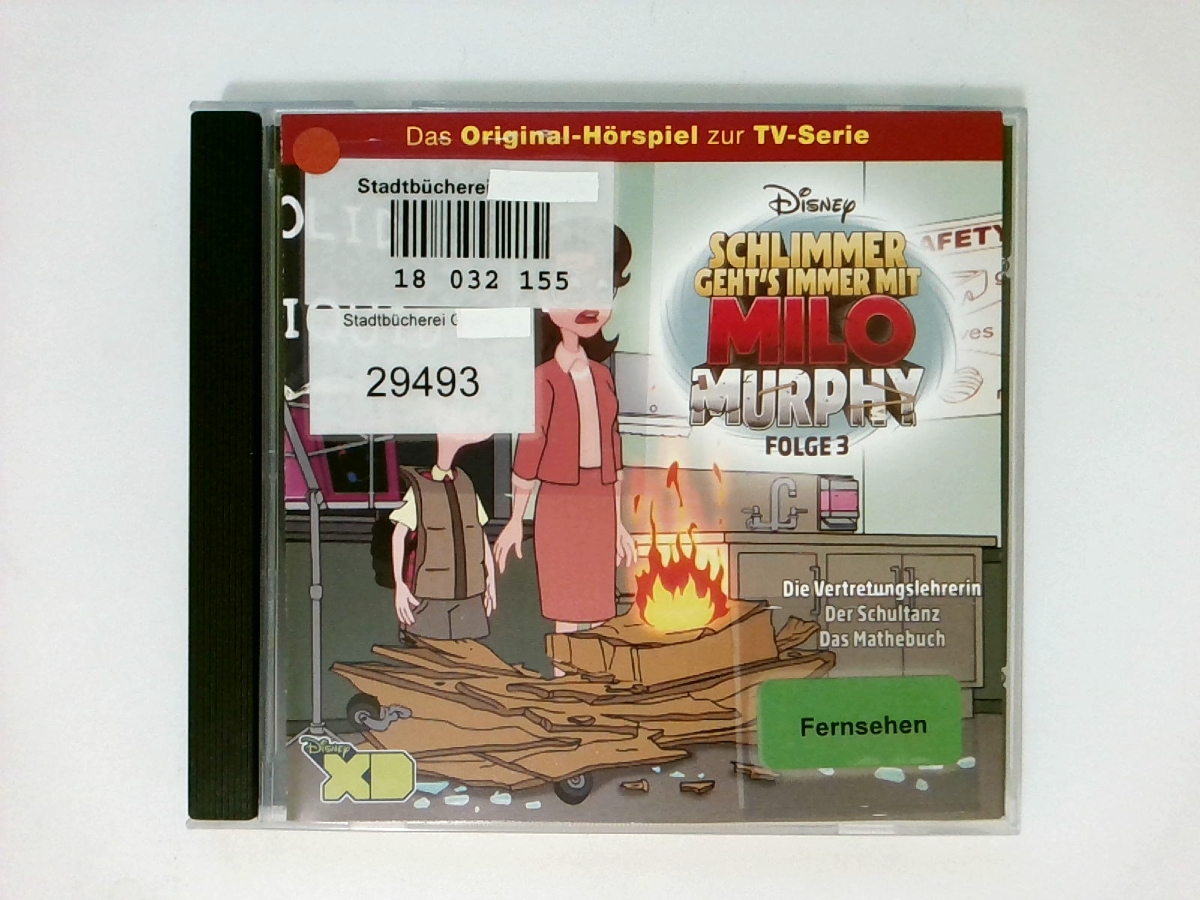 Das Original-Hörspiel zur TV-Serie
Stadtbücherei
18 032 155
Stadtbücherei G
29493
Disney
SCHLIMMER
GEHT'S IMMER MIT
MILO
MURPHY
FOLGE 3
AFETY
ves
Die Vertretungslehrerin
Der Schultanz
Das Mathebuch
Fernsehen
Disney
XD